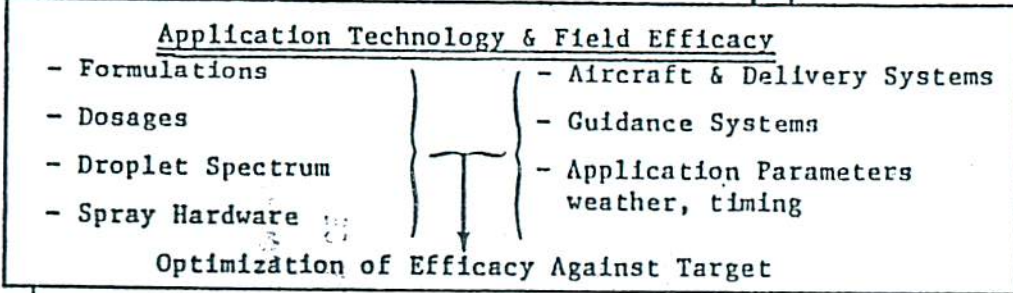 Application Technology & Field Efficacy
- Formulations
- Dosages
- Droplet Spectrum
- Spray Hardware
- Aircraft & Delivery Systems
- Guidance Systems
- Application Parameters
weather, timing
Optimization of Efficacy Against Target